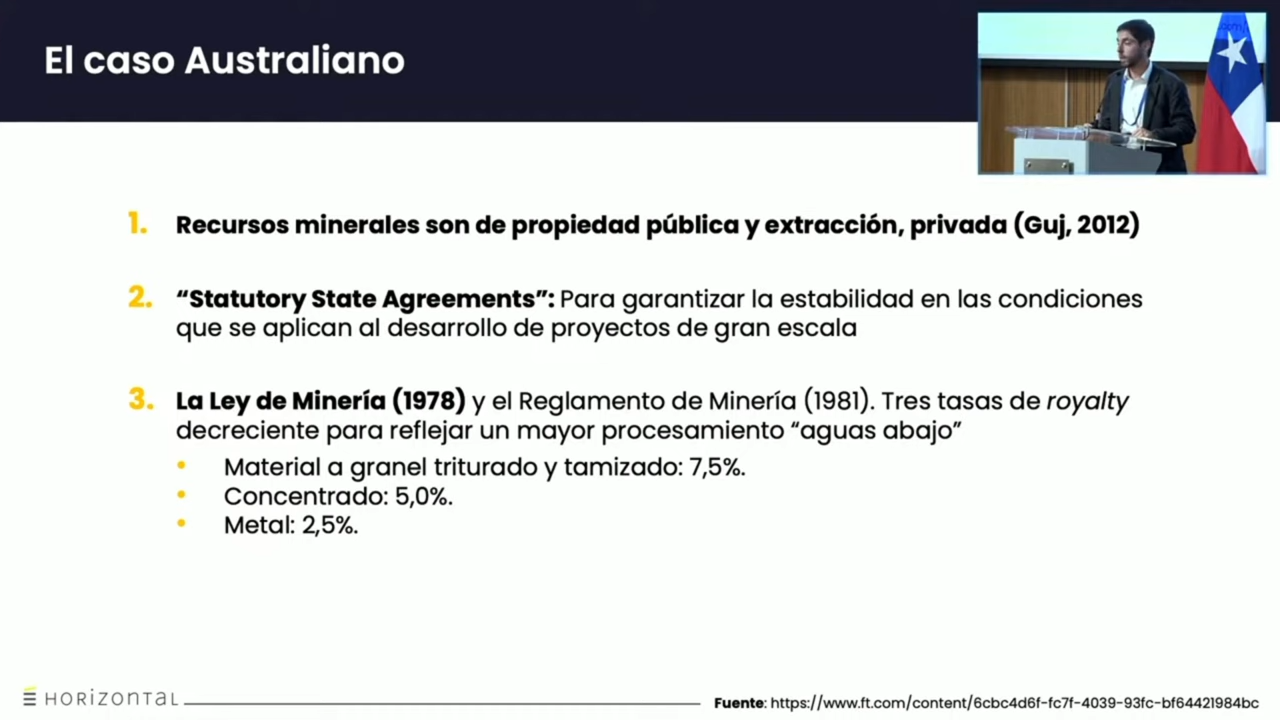 El caso Australiano
1. Recursos minerales son de propiedad pública y extracción, privada (Guj, 2012)
2. “Statutory State Agreements”: Para garantizar la estabilidad en las condiciones
que se aplican al desarrollo de proyectos de gran escala
3. La Ley de Minería (1978) y el Reglamento de Minería (1981). Tres tasas de royalty
decreciente para reflejar un mayor procesamiento “aguas abajo”
• Material a granel triturado y tamizado: 7,5%.
• Concentrado: 5,0%.
• Metal: 2,5%.
HORIZONTAL
Fuente: https://www.ft.com/content/6cbc4d6f-fc7f-4039-93fc-bf64421984bc